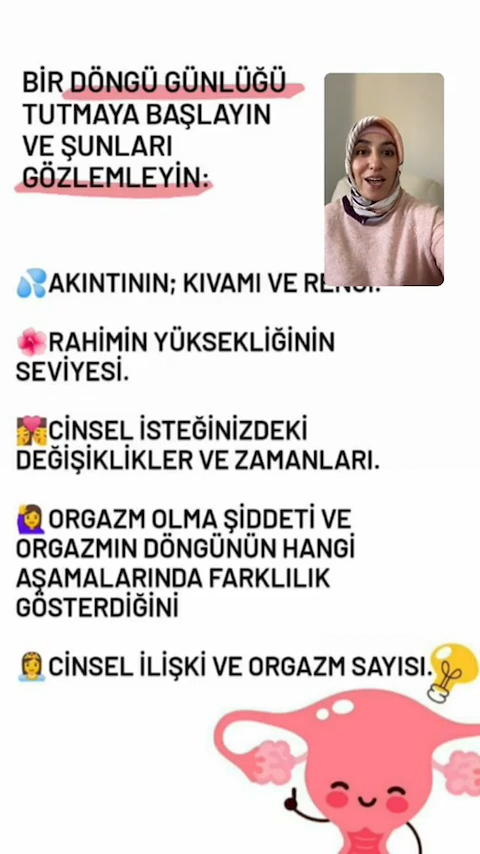 BİR DÖNGÜ GÜNLÜĞÜ
TUTMAYA BAŞLAYIN
VE ŞUNLARI
GÖZLEMLEYİN:
💦AKINTININ; KIVAMI VE RENGİ.
🌺RAHİMİN YÜKSEKLİĞİNİN
SEVİYESİ.
👩‍❤️‍💋‍👩CİNSEL İSTEĞİNİZDEKİ
DEĞİŞİKLİKLER VE ZAMANLARI.
🙋‍♀️ORGAZM OLMA ŞİDDETİ VE
ORGAZMIN DÖNGÜNÜN HANGİ
AŞAMALARINDA FARKLILIK
GÖSTERDİĞİNİ
👰CİNSEL İLİŞKİ VE ORGAZM SAYISI.